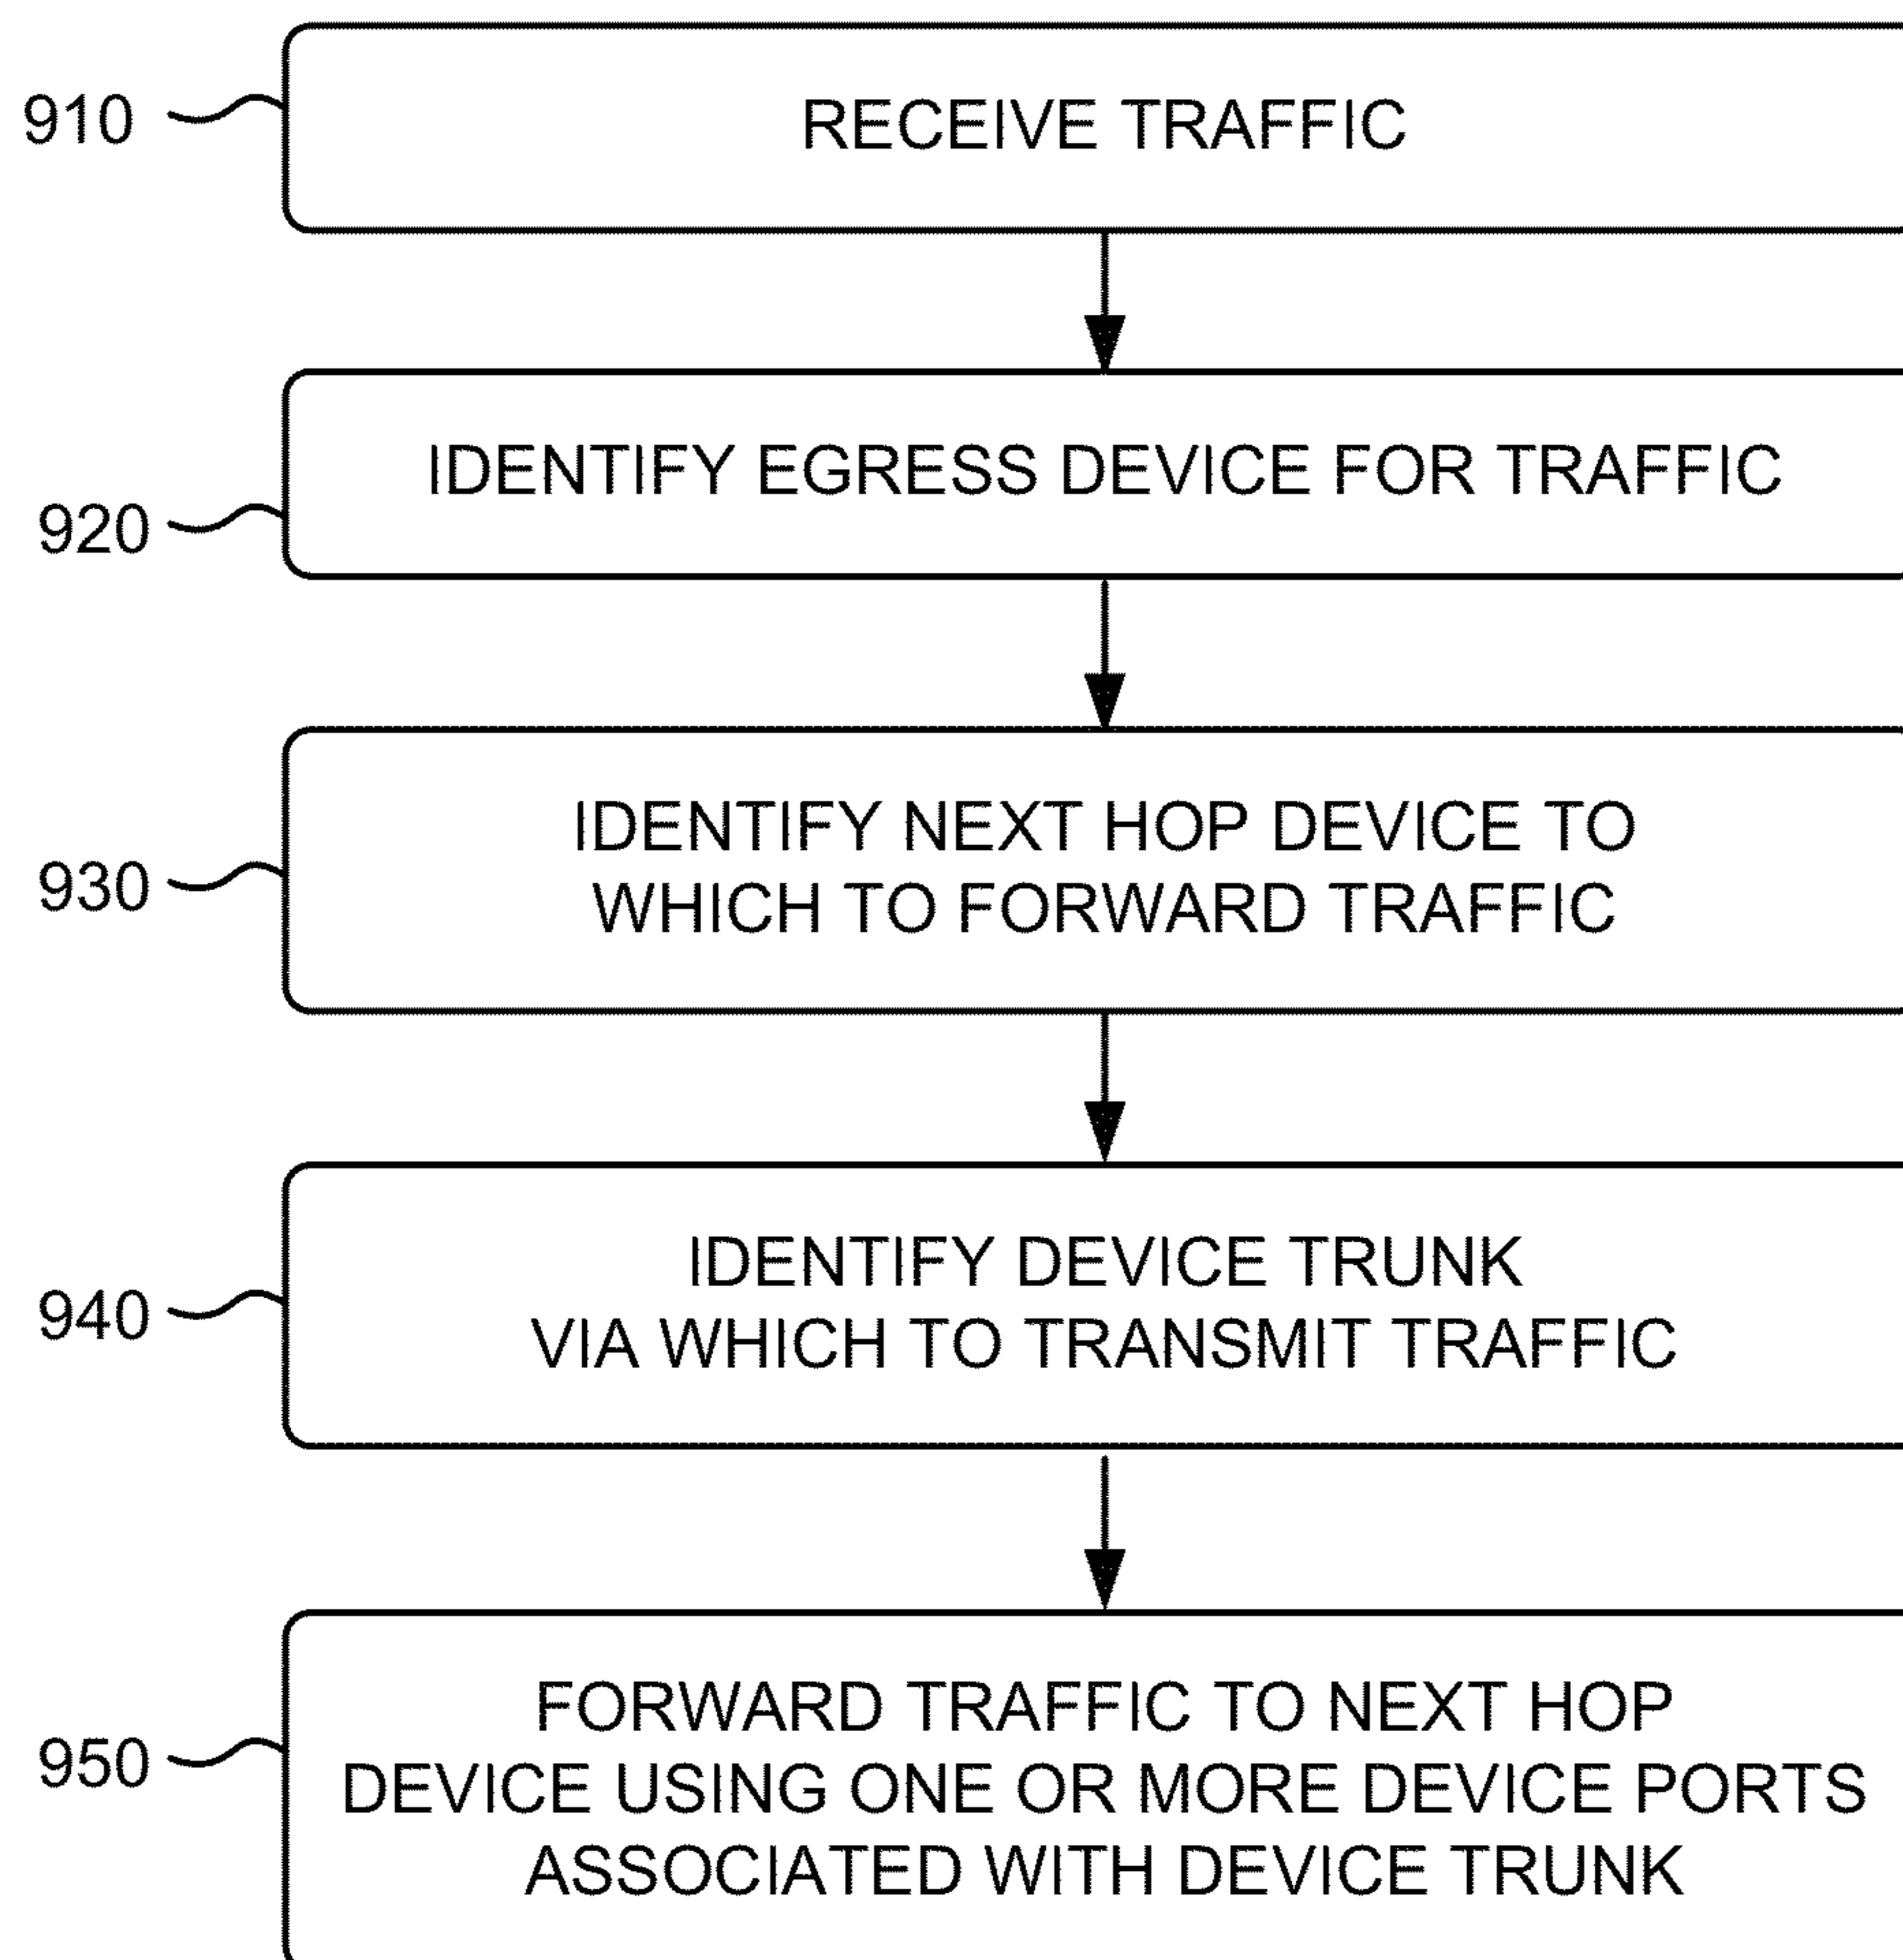 910
RECEIVE TRAFFIC
920
IDENTIFY EGRESS DEVICE FOR TRAFFIC
930
IDENTIFY NEXT HOP DEVICE TO
WHICH TO FORWARD TRAFFIC
940
IDENTIFY DEVICE TRUNK
VIA WHICH TO TRANSMIT TRAFFIC
950
FORWARD TRAFFIC TO NEXT HOP
DEVICE USING ONE OR MORE DEVICE PORTS
ASSOCIATED WITH DEVICE TRUNK